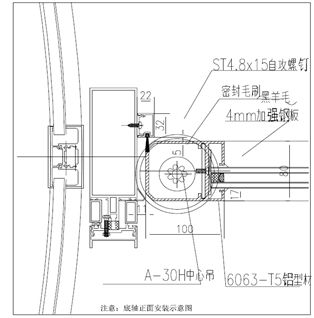 ST4.8x15自攻螺钉
密封毛刷黑羊毛
4mm加强钢板
22
32
5
80
17
100
A-30H中心吊
6063-T5铝型材
注意：底轴正面安装示意图